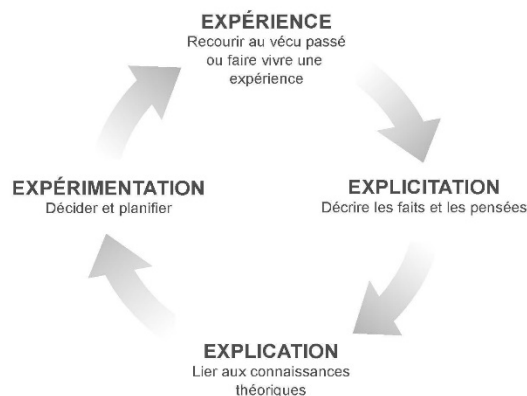 EXPÉRIENCE
Recourir au vécu passé
ou faire vivre une
expérience
EXPLICITATION
Décrire les faits et les pensées
EXPLICATION
Lier aux connaissances
théoriques
EXPÉRIMENTATION
Décider et planifier